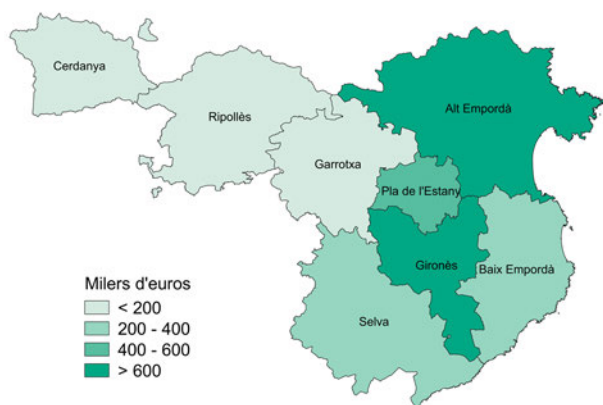 Cerdanya
Ripollès
Alt Empordà
Garrotxa
Pla de l'Estany
Gironès
Baix Empordà
Selva
Milers d'euros
< 200
200 - 400
400 - 600
> 600